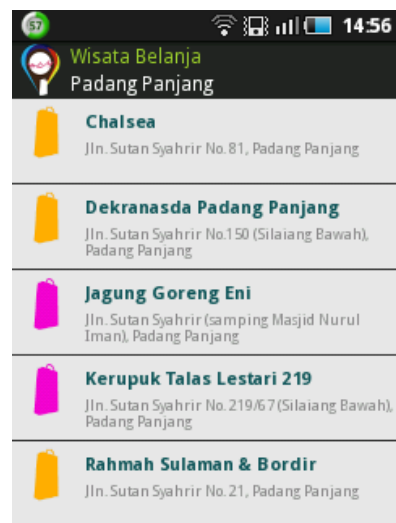 57
14:56
Wisata Belanja
Padang Panjang
Chalsea
Jln. Sutan Syahrir No. 81, Padang Panjang
Dekranasda Padang Panjang
Jln. Sutan Syahrir No.150 (Silaiang Bawah),
Padang Panjang
Jagung Goreng Eni
Jln. Sutan Syahrir (samping Masjid Nurul
Iman), Padang Panjang
Kerupuk Talas Lestari 219
Jln. Sutan Syahrir No. 219/67 (Silaiang Bawah),
Padang Panjang
Rahmah Sulaman & Bordir
Jln. Sutan Syahrir No. 21, Padang Panjang